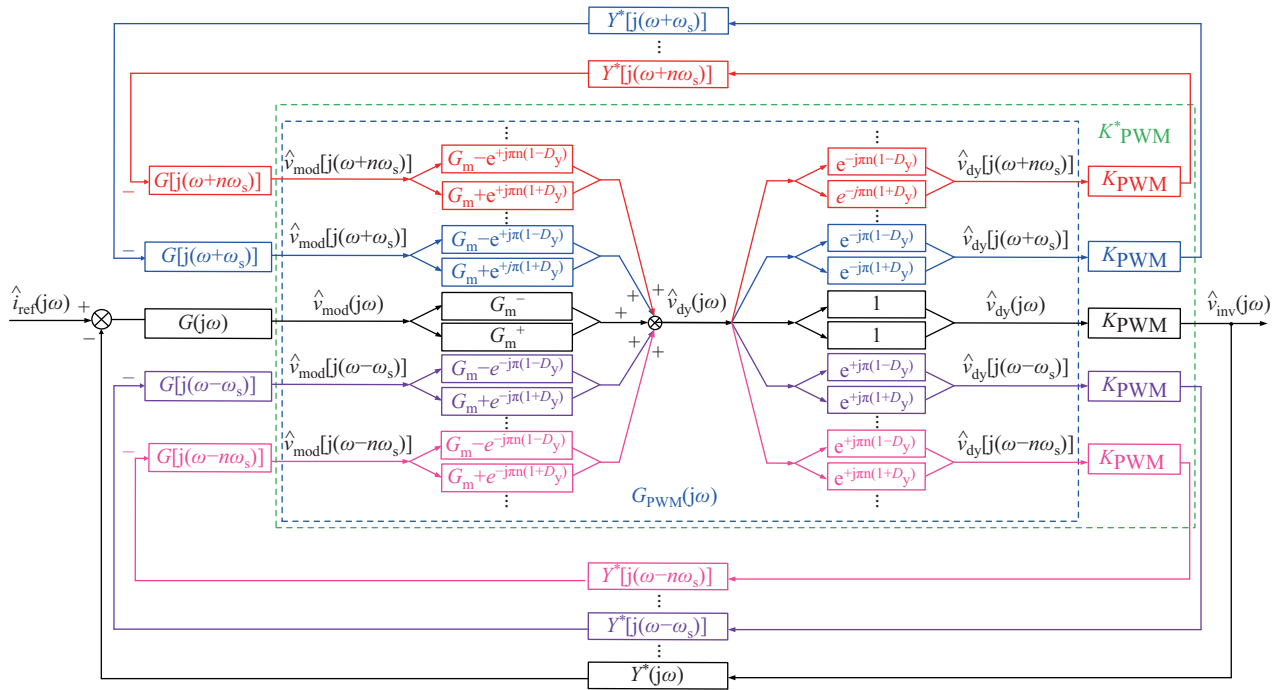 Y*[j(ω+ωs)]
⋮
Y*[j(ω+nωs)]
K*PWM
⋮
⋮
G[j(ω+nωs)]
v̂mod[j(ω+nωs)]
Gm−e+jπn(1−Dy)
Gm+e+jπn(1+Dy)
e−jπn(1−Dy)
e−jπn(1+Dy)
v̂dy[j(ω+nωs)]
KPWM
−
⋮
⋮
G[j(ω+ωs)]
v̂mod[j(ω+ωs)]
Gm−e+jπ(1−Dy)
Gm+e+jπ(1+Dy)
e−jπ(1−Dy)
e−jπ(1+Dy)
v̂dy[j(ω+ωs)]
KPWM
−
îref(jω)
+
−
G(jω)
v̂mod(jω)
Gm−
Gm+
+
+
+
+
+
v̂dy(jω)
1
1
v̂dy(jω)
KPWM
v̂inv(jω)
−
G[j(ω−ωs)]
v̂mod[j(ω−ωs)]
Gm−e−jπ(1−Dy)
Gm+e−jπ(1+Dy)
e+jπ(1−Dy)
e+jπ(1+Dy)
v̂dy[j(ω−ωs)]
KPWM
⋮
⋮
−
G[j(ω−nωs)]
v̂mod[j(ω−nωs)]
Gm−e−jπn(1−Dy)
Gm+e−jπn(1+Dy)
e+jπn(1−Dy)
e+jπn(1+Dy)
v̂dy[j(ω−nωs)]
KPWM
⋮
⋮
GPWM(jω)
Y*[j(ω−nωs)]
⋮
Y*[j(ω−ωs)]
⋮
Y*(jω)